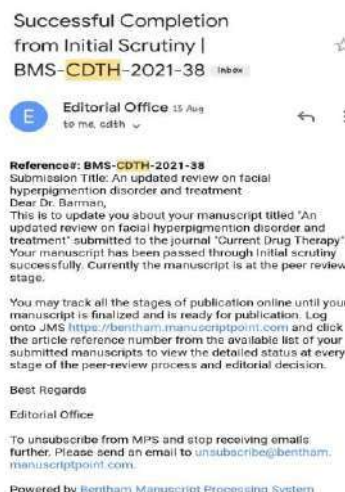 Successful Completion
from Initial Scrutiny |
BMS-CDTH-2021-38 Inbox
E
Editorial Office 13 Aug
to me, cdth
Reference#: BMS-CDTH-2021-38
Submission Title: An updated review on facial
hyperpigmention disorder and treatment
Dear Dr. Barman,
This is to update you about your manuscript titled "An
updated review on facial hyperpigmention disorder and
treatment" submitted to the journal "Current Drug Therapy"
Your manuscript has been passed through Initial scrutiny
successfully. Currently the manuscript is at the peer review
stage.
You may track all the stages of publication online until your
manuscript is finalized and is ready for publication. Log
onto JMS https://bentham.manuscriptpoint.com and click
the article reference number from the available list of your
submitted manuscripts to view the detailed status at every
stage of the peer-review process and editorial decision.
Best Regards
Editorial Office
To unsubscribe from MPS and stop receiving emails
further, Please send an email to unsubscribe@bentham.
manuscriptpoint.com.
Powered by Bentham Manuscript Processing System